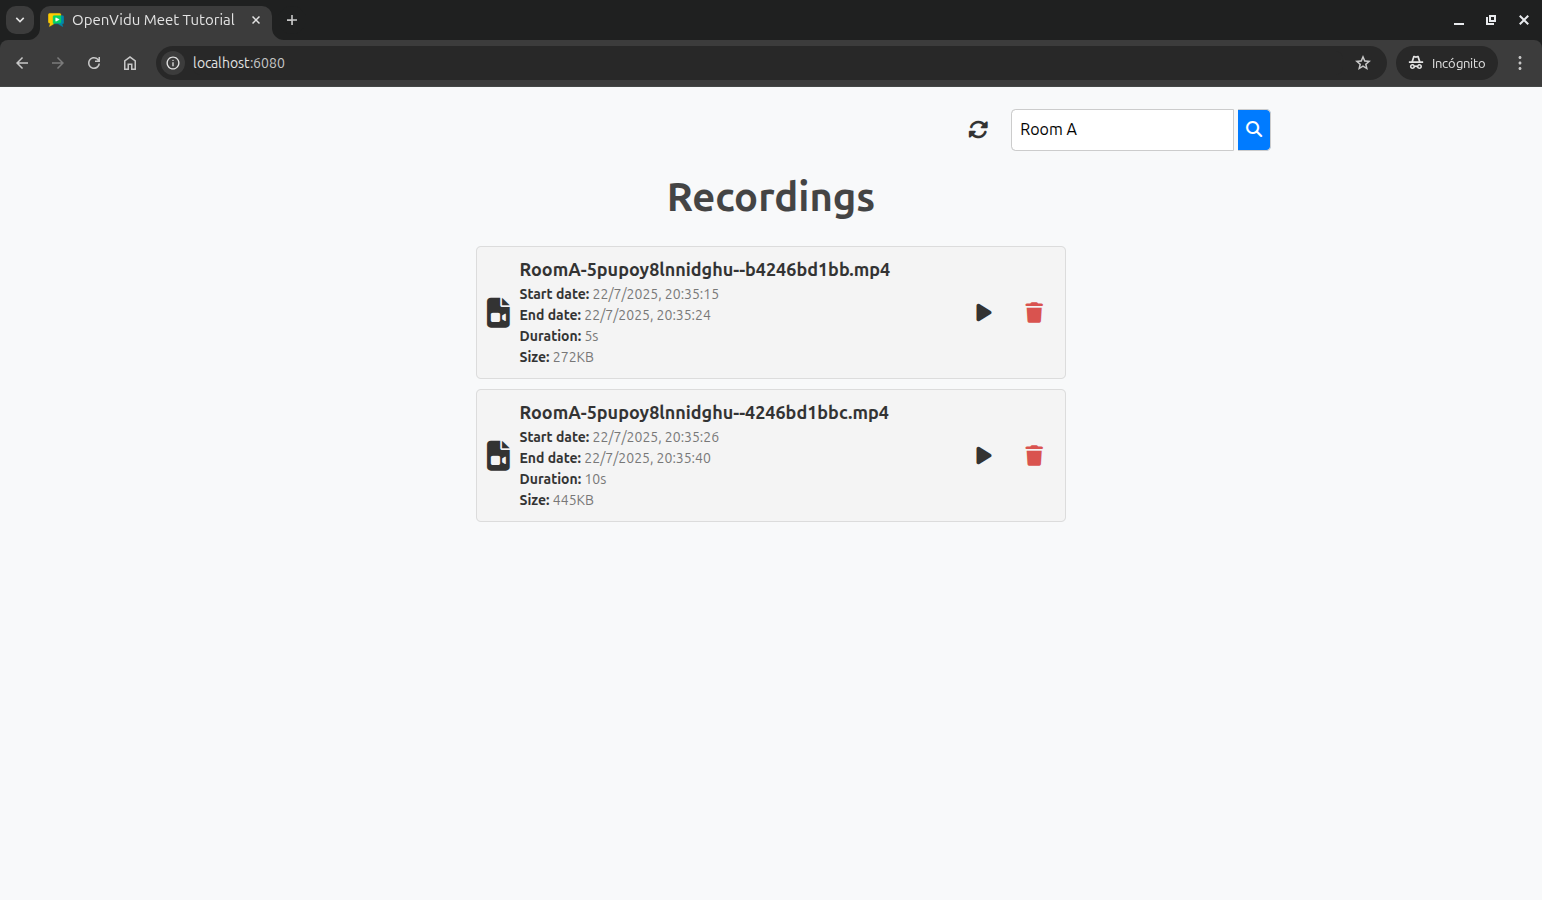 OpenVidu Meet Tutorial
localhost:6080
Incógnito
Room A
Recordings
RoomA-5pupoy8lnnidghu--b4246bd1bb.mp4
Start date: 22/7/2025, 20:35:15
End date: 22/7/2025, 20:35:24
Duration: 5s
Size: 272KB
RoomA-5pupoy8lnnidghu--4246bd1bbc.mp4
Start date: 22/7/2025, 20:35:26
End date: 22/7/2025, 20:35:40
Duration: 10s
Size: 445KB